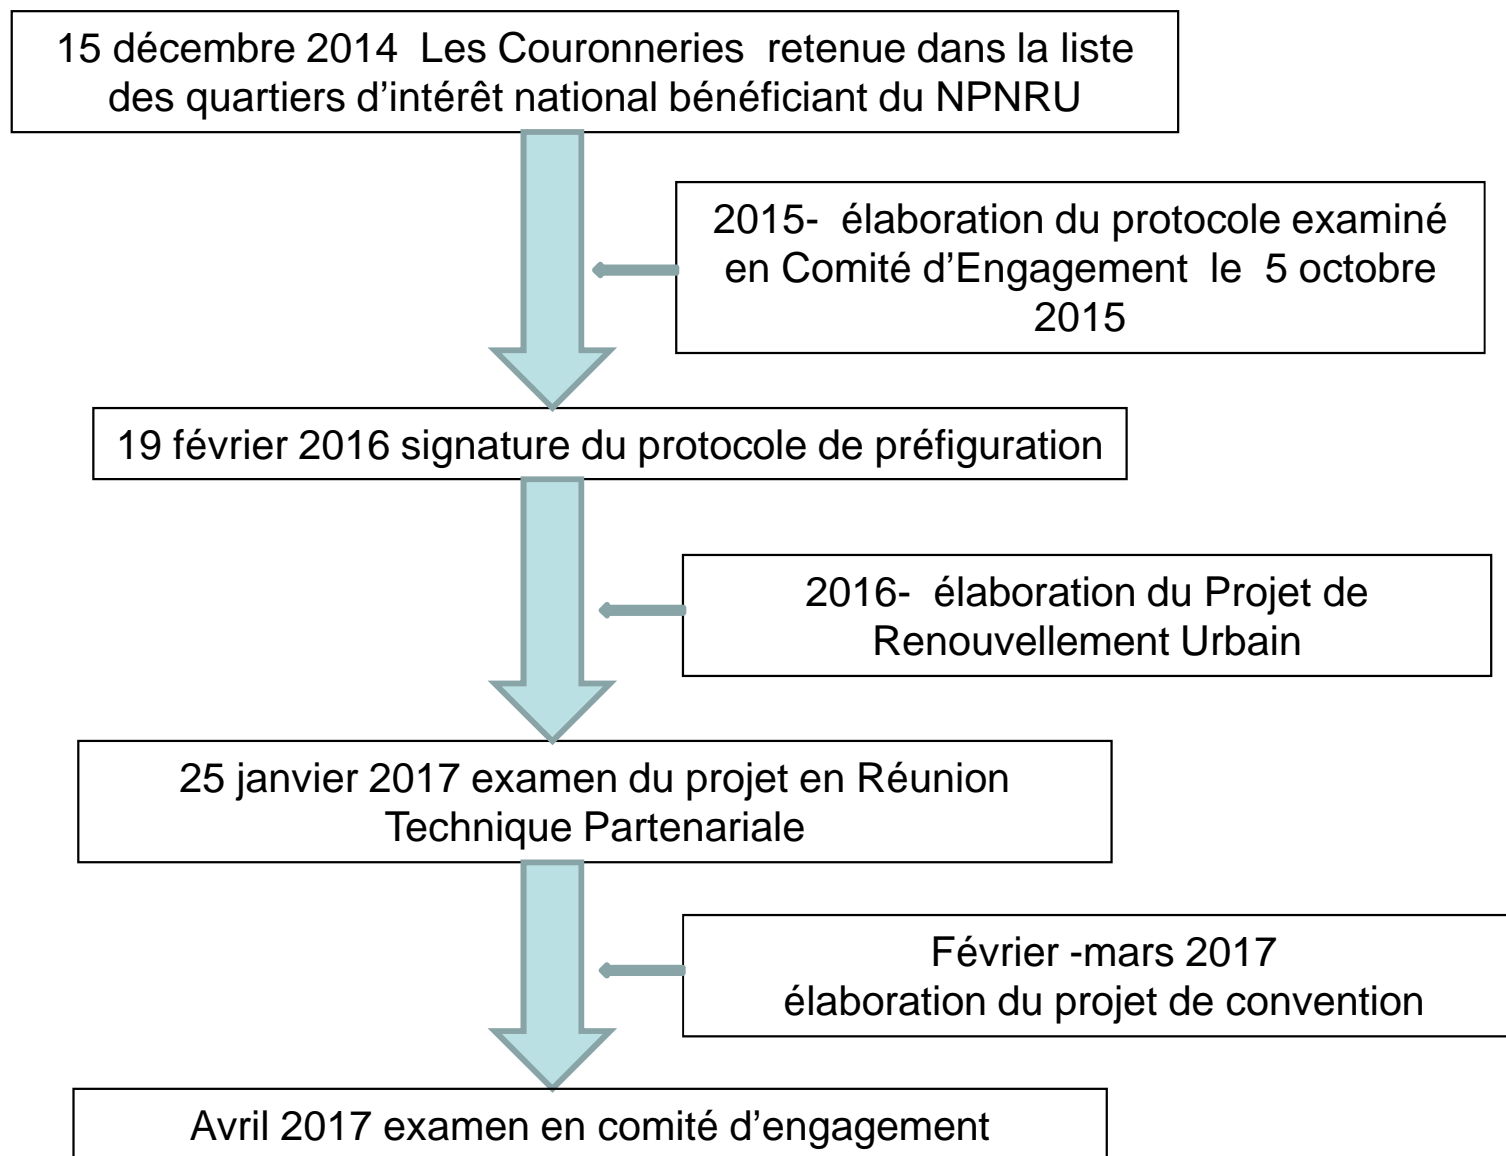 15 décembre 2014 Les Couronneries retenue dans la liste
des quartiers d’intérêt national bénéficiant du NPNRU
2015- élaboration du protocole examiné
en Comité d’Engagement le 5 octobre
2015
19 février 2016 signature du protocole de préfiguration
2016- élaboration du Projet de
Renouvellement Urbain
25 janvier 2017 examen du projet en Réunion
Technique Partenariale
Février -mars 2017
élaboration du projet de convention
Avril 2017 examen en comité d’engagement